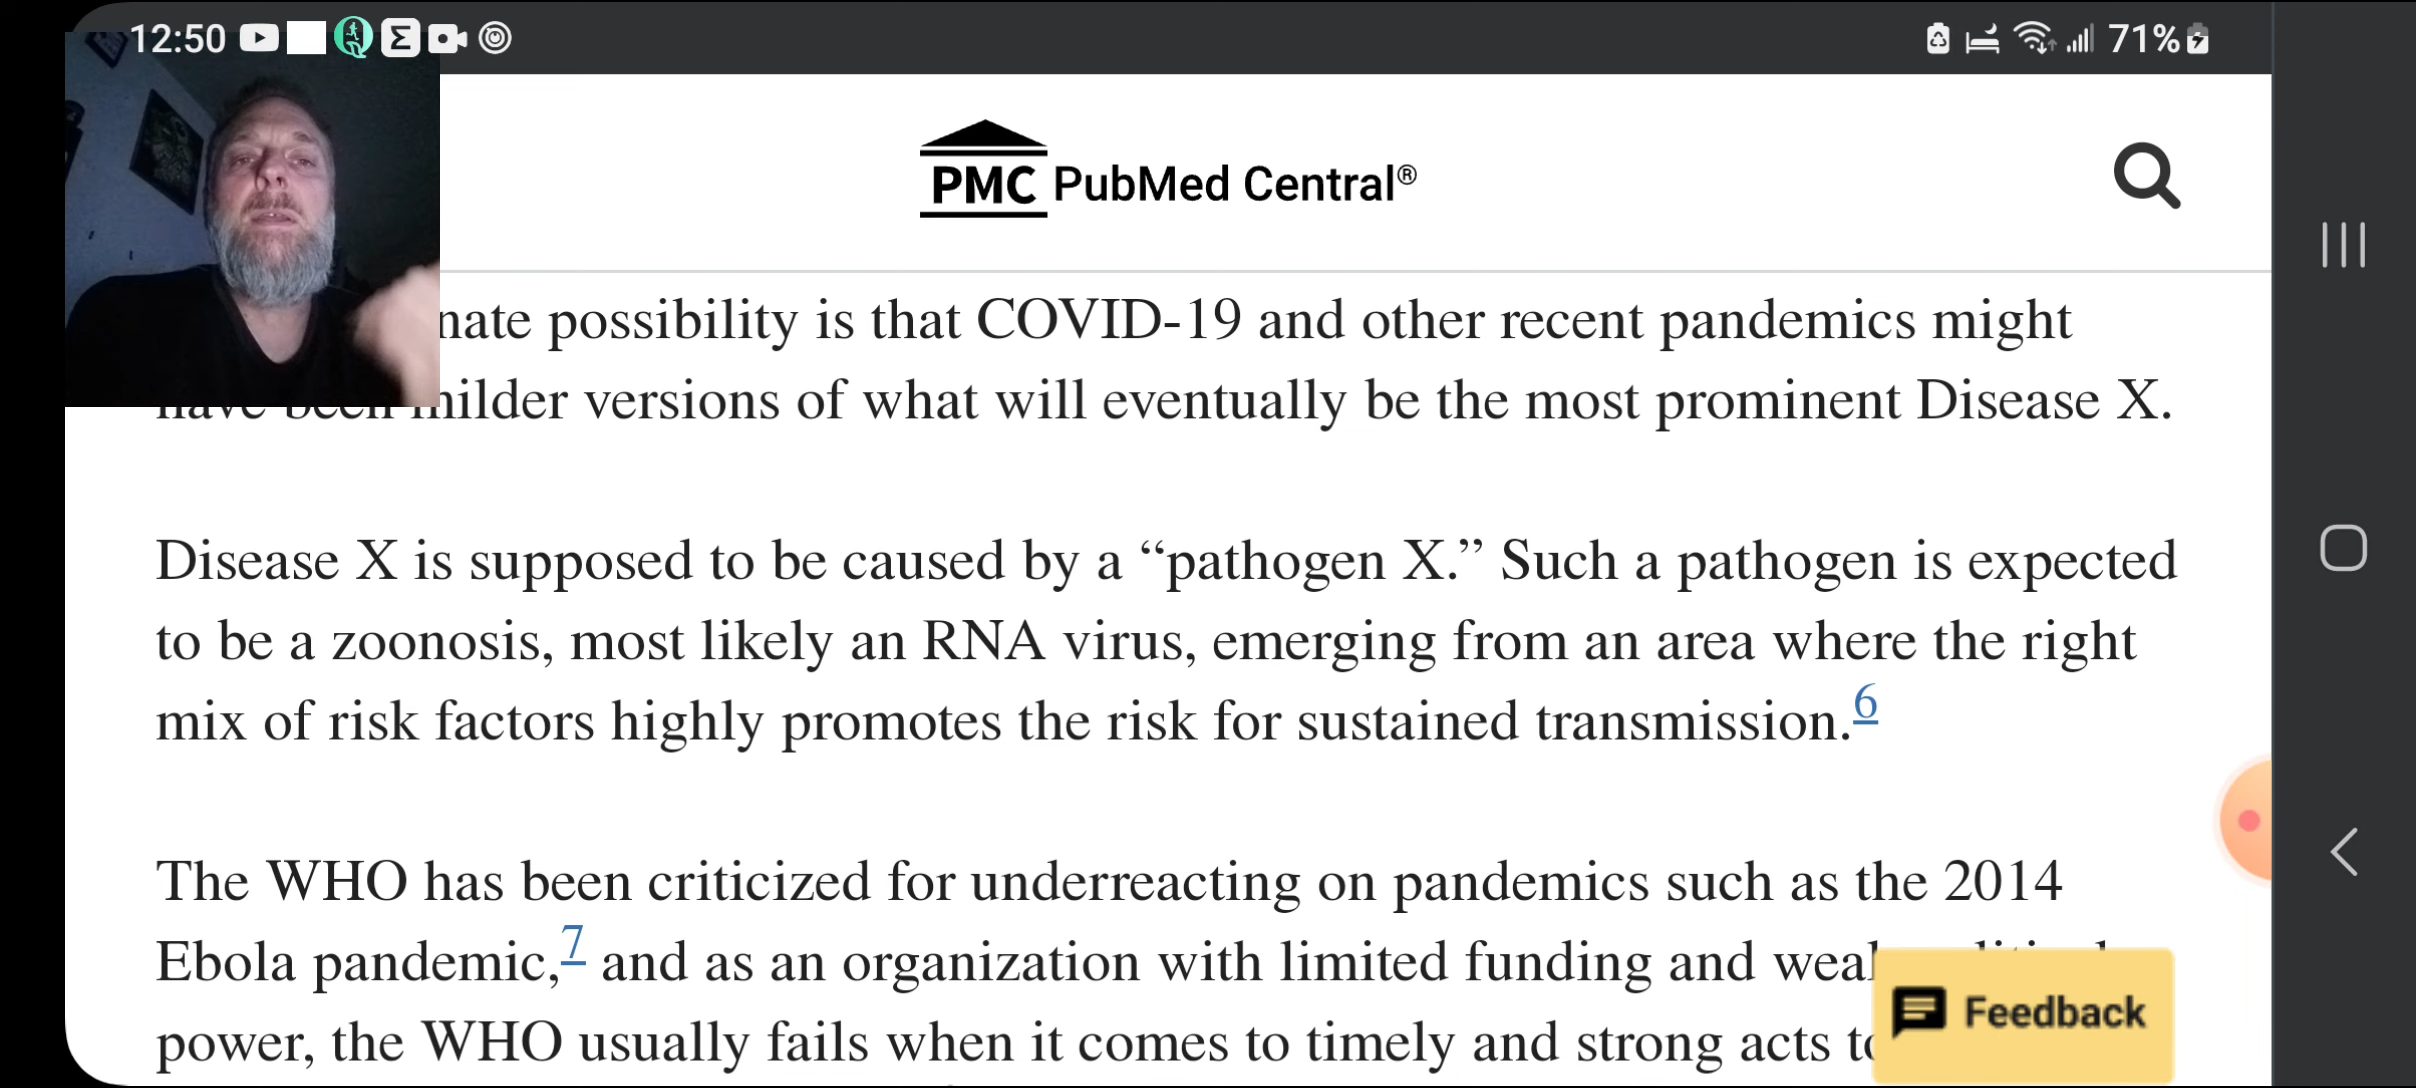 12:50
71%
PMC PubMed Central®
nate possibility is that COVID-19 and other recent pandemics might
have been milder versions of what will eventually be the most prominent Disease X.
Disease X is supposed to be caused by a “pathogen X.” Such a pathogen is expected
to be a zoonosis, most likely an RNA virus, emerging from an area where the right
mix of risk factors highly promotes the risk for sustained transmission.6
The WHO has been criticized for underreacting on pandemics such as the 2014
Ebola pandemic,7 and as an organization with limited funding and
power, the WHO usually fails when it comes to timely and strong acts
Feedback